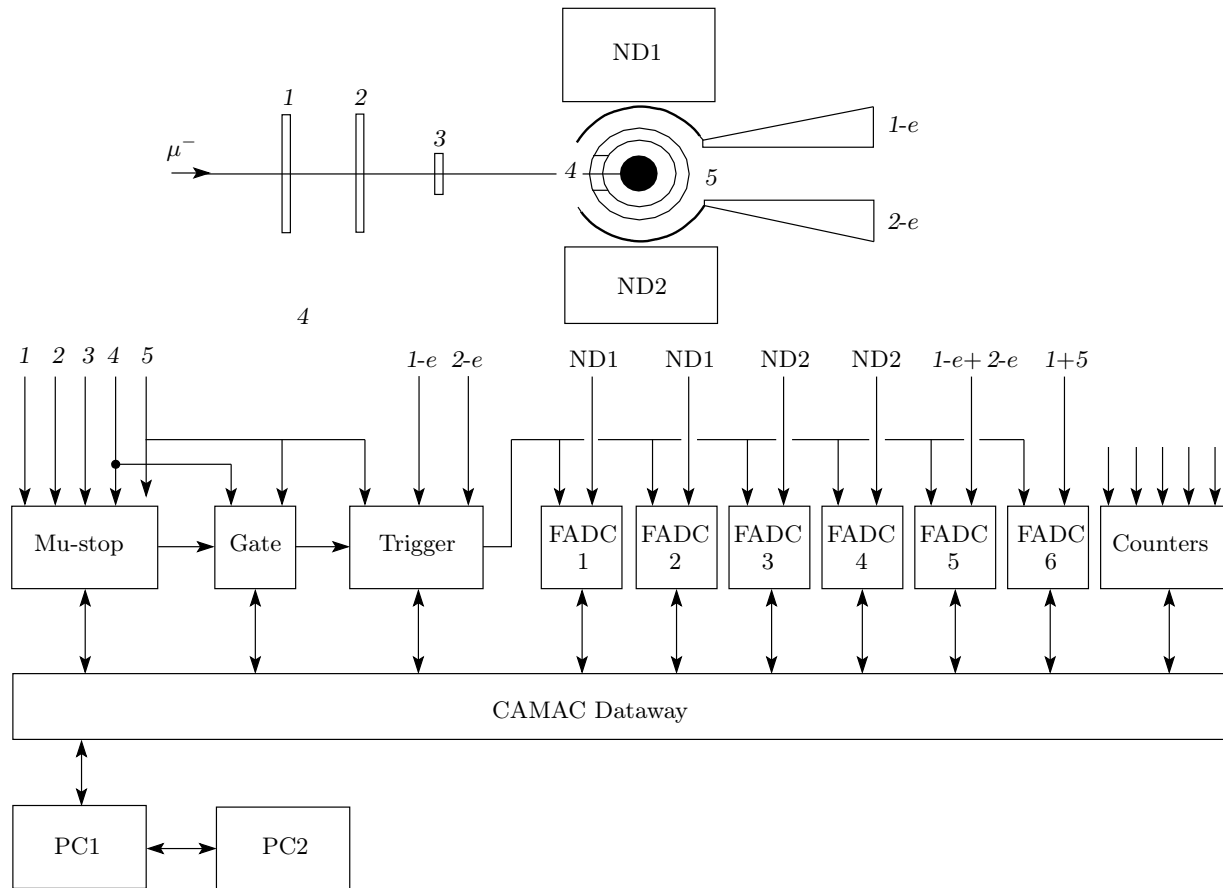 ND1
1
2
3
μ⁻
4
5
1-e
2-e
ND2
4
1 2 3 4 5 1-e 2-e ND1 ND1 ND2 ND2 1-e+ 2-e 1+5
Mu-stop Gate Trigger FADC FADC FADC FADC FADC FADC Counters
1 2 3 4 5 6
CAMAC Dataway
PC1 PC2